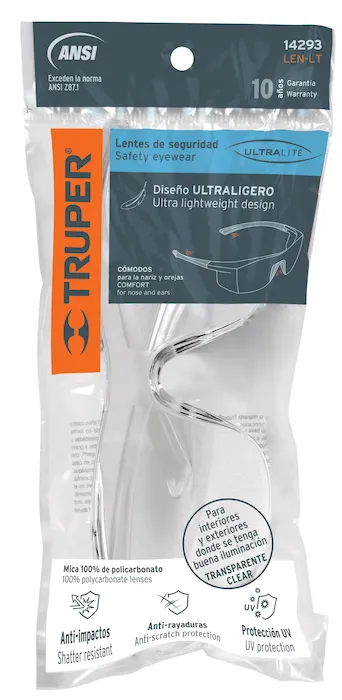 ANSI
Exceden la norma
ANSI Z87.1
14293
LEN-LT
10 años
Garantía
Warranty
TRUPER®
Lentes de seguridad
Safety eyewear
ULTRALITE
Diseño ULTRALIGERO
Ultra lightweight design
CÓMODOS
para la nariz y orejas
COMFORT
for nose and ears
Para
interiores
y exteriores
donde se tenga
buena iluminación
TRANSPARENTE
CLEAR
Mica 100% de policarbonato
100% polycarbonate lenses
Anti-impactos
Shatter resistant
Anti-rayaduras
Anti-scratch protection
UV
Protección UV
UV protection